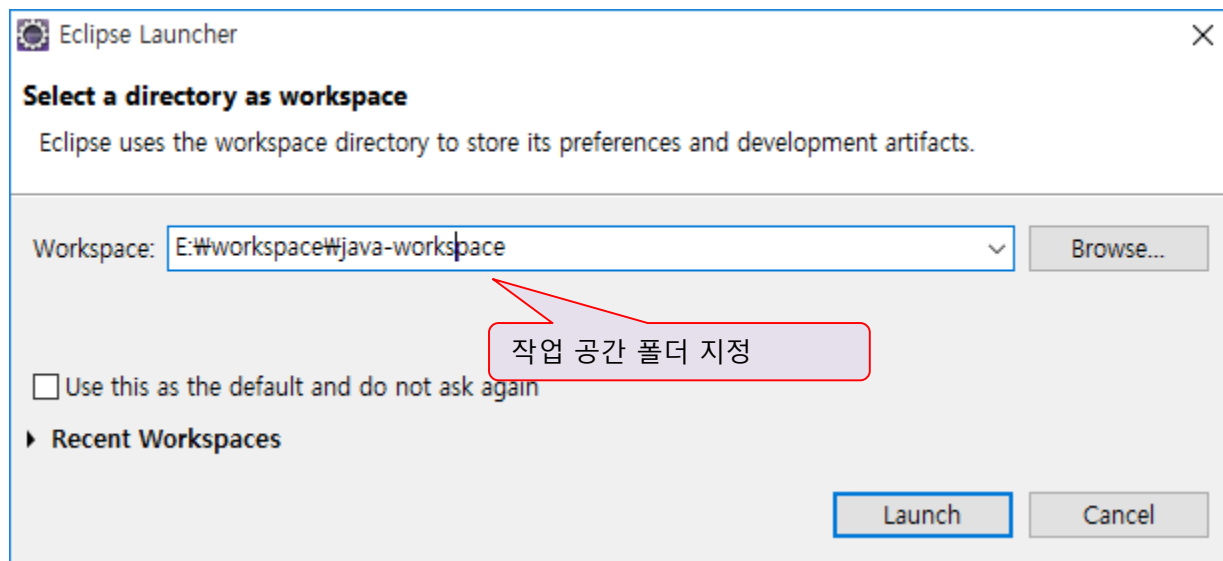 Eclipse Launcher
Select a directory as workspace
Eclipse uses the workspace directory to store its preferences and development artifacts.
Workspace: E:₩workspace₩java-workspace Browse...
작업 공간 폴더 지정
Use this as the default and do not ask again
Recent Workspaces
Launch Cancel